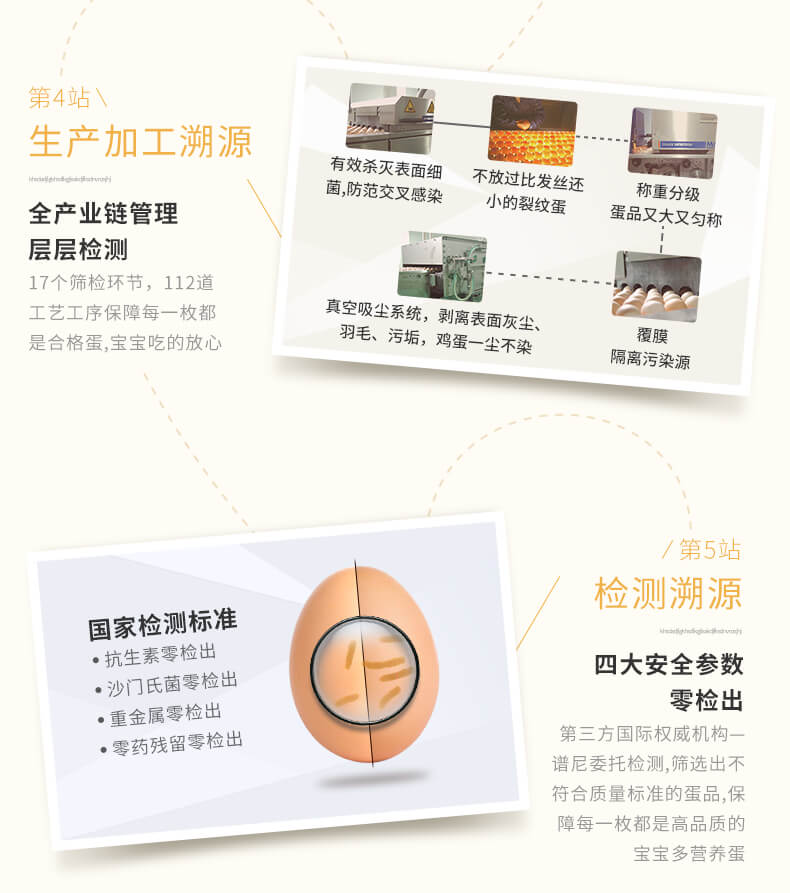 第4站
生产加工溯源
全产业链管理
层层检测
17个筛检环节，112道
工艺工序保障每一枚都
是合格蛋,宝宝吃的放心
有效杀灭表面细
菌,防范交叉感染
不放过比发丝还
小的裂纹蛋
称重分级
蛋品又大又匀称
真空吸尘系统，剥离表面灰尘、
羽毛、污垢，鸡蛋一尘不染
覆膜
隔离污染源
第5站
检测溯源
四大安全参数
零检出
第三方国际权威机构—
谱尼委托检测,筛选出不
符合质量标准的蛋品,保
障每一枚都是高品质的
宝宝多营养蛋
国家检测标准
• 抗生素零检出
• 沙门氏菌零检出
• 重金属零检出
• 零药残留零检出